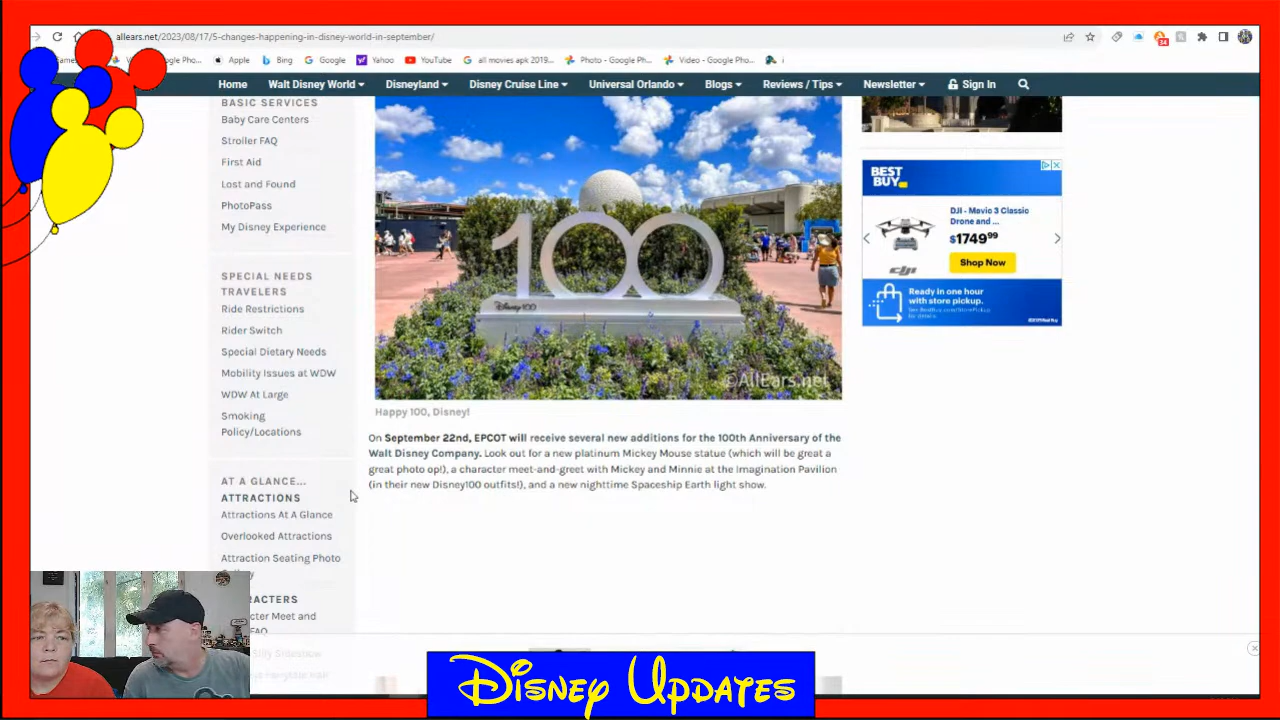 allears.net/2023/08/17/5-changes-happening-in-disney-world-in-september/
Apple
Bing
Google
Yahoo
YouTube
all movies apk 2019...
Photo - Google Ph...
Video - Google Pho...
34
Home
Walt Disney World
Disneyland
Disney Cruise Line
Universal Orlando
Blogs
Reviews / Tips
Newsletter
Sign In
BASIC SERVICES
Baby Care Centers
Stroller FAQ
First Aid
Lost and Found
PhotoPass
My Disney Experience
SPECIAL NEEDS
TRAVELERS
Ride Restrictions
Rider Switch
Special Dietary Needs
Mobility Issues at WDW
WDW At Large
Smoking
Policy/Locations
AT A GLANCE...
ATTRACTIONS
Attractions At A Glance
Overlooked Attractions
Attraction Seating Photo
100
Disney100
©AllEars.net
Happy 100, Disney!
On September 22nd, EPCOT will receive several new additions for the 100th Anniversary of the
Walt Disney Company. Look out for a new platinum Mickey Mouse statue (which will be great a
great photo op!), a character meet-and-greet with Mickey and Minnie at the Imagination Pavilion
(in their new Disney100 outfits!), and a new nighttime Spaceship Earth light show.
BEST
BUY
DJI - Mavic 3 Classic
Drone and ...
$1749.99
Shop Now
dji
Ready in one hour
with store pickup.
Disney Updates